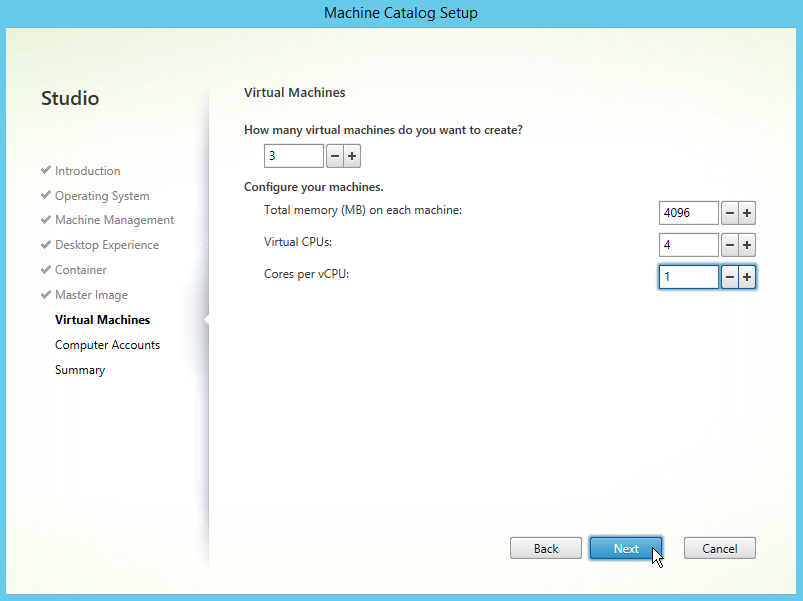 Machine Catalog Setup
Studio
Introduction
Operating System
Machine Management
Desktop Experience
Container
Master Image
Virtual Machines
Computer Accounts
Summary
Virtual Machines
How many virtual machines do you want to create?
3 − +
Configure your machines.
Total memory (MB) on each machine: 4096 − +
Virtual CPUs: 4 − +
Cores per vCPU: 1 − +
Back Next Cancel